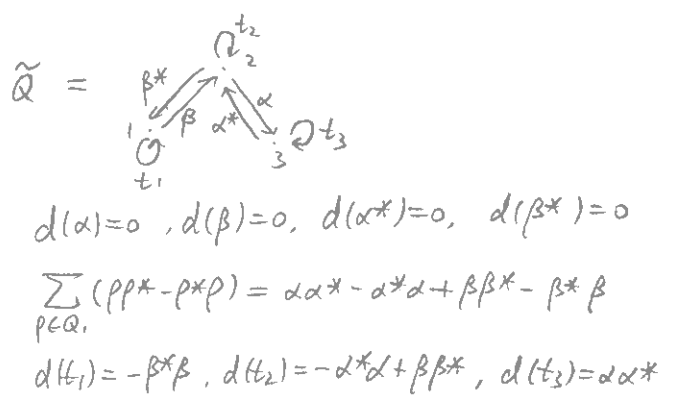 t₂
Q̃ = β* 2 α
1 β α* 3 t₃
t₁
d(α)=0 , d(β)=0, d(α*)=0, d(β*)=0
∑ (ρρ*-ρ*ρ) = αα* - α*α + ββ* - β*β
ρ∈Q₁
d(t₁)=-β*β , d(t₂)=-α*α+ββ* , d(t₃)=αα*